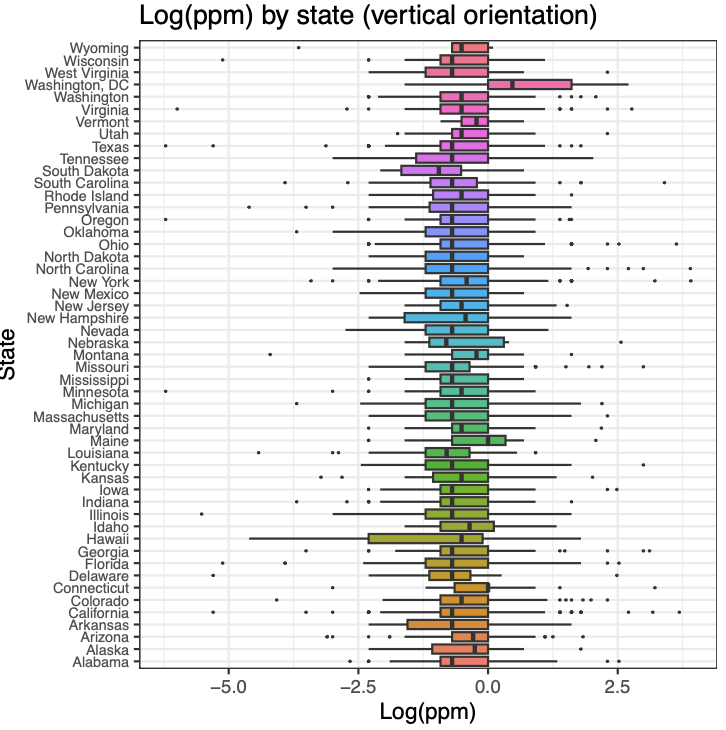 Log(ppm) by state (vertical orientation)
State
Wyoming
Wisconsin
West Virginia
Washington, DC
Washington
Virginia
Vermont
Utah
Texas
Tennessee
South Dakota
South Carolina
Rhode Island
Pennsylvania
Oregon
Oklahoma
Ohio
North Dakota
North Carolina
New York
New Mexico
New Jersey
New Hampshire
Nevada
Nebraska
Montana
Missouri
Mississippi
Minnesota
Michigan
Massachusetts
Maryland
Maine
Louisiana
Kentucky
Kansas
Iowa
Indiana
Illinois
Idaho
Hawaii
Georgia
Florida
Delaware
Connecticut
Colorado
California
Arkansas
Arizona
Alaska
Alabama
−5.0 −2.5 0.0 2.5
Log(ppm)